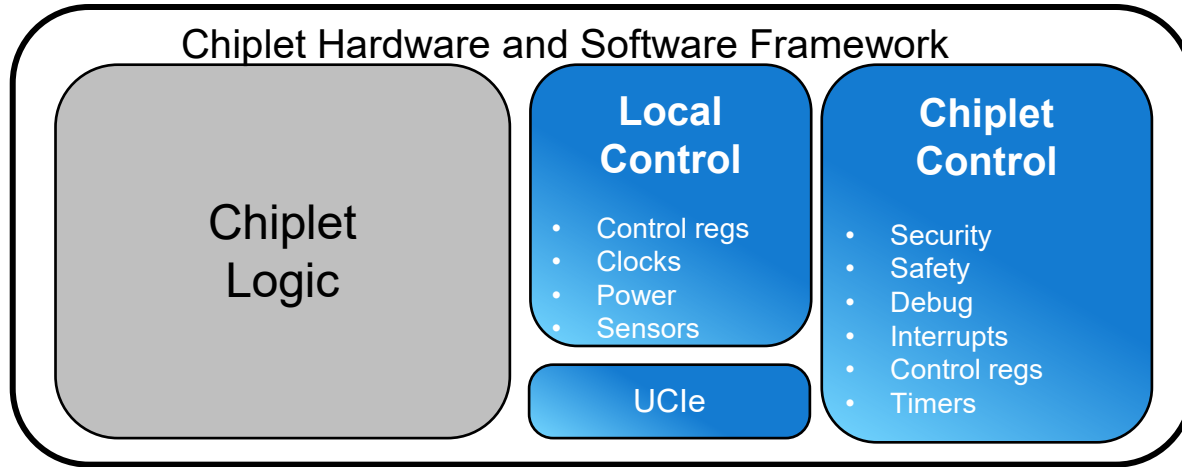 Chiplet Hardware and Software Framework
Chiplet
Logic
Local
Control
• Control regs
• Clocks
• Power
• Sensors
UCIe
Chiplet
Control
• Security
• Safety
• Debug
• Interrupts
• Control regs
• Timers